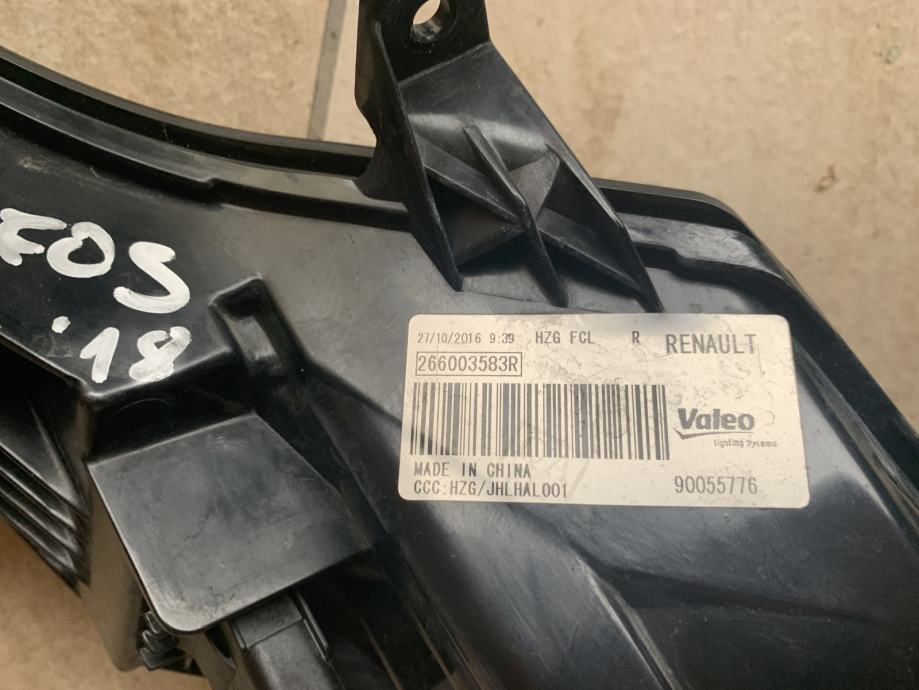 EOS
'18
27/10/2016 9:39 HZG FCL R RENAULT
266003583R
Valeo
lighting Systems
MADE IN CHINA
CCC:HZG/JHLHAL001
90055776